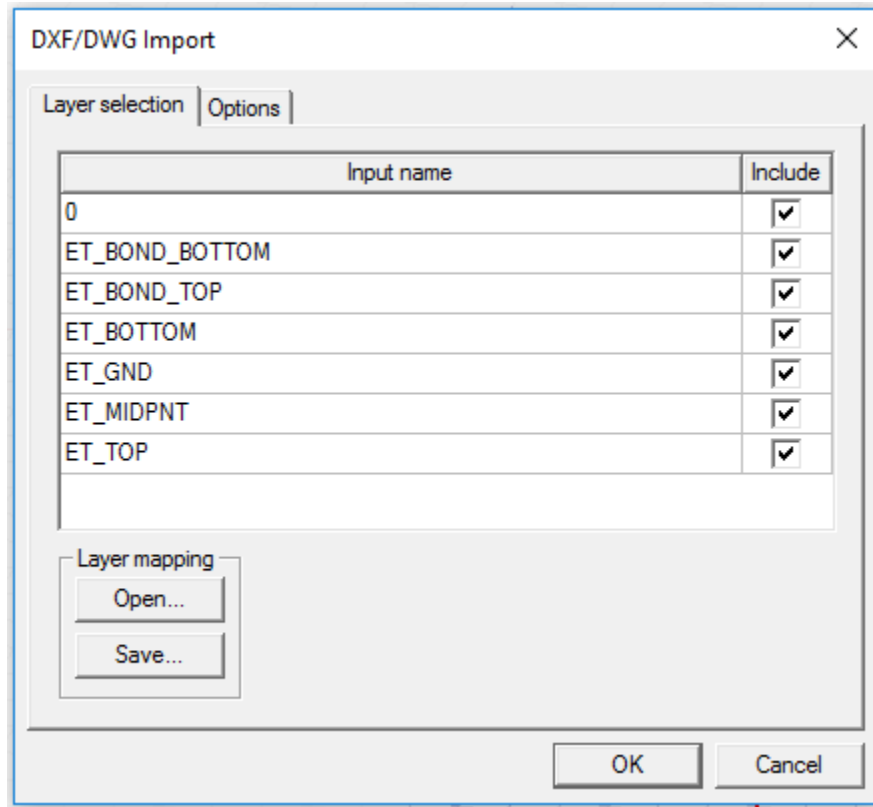 DXF/DWG Import
Layer selection Options
Input name Include
0
ET_BOND_BOTTOM
ET_BOND_TOP
ET_BOTTOM
ET_GND
ET_MIDPNT
ET_TOP
Layer mapping
Open...
Save...
OK Cancel